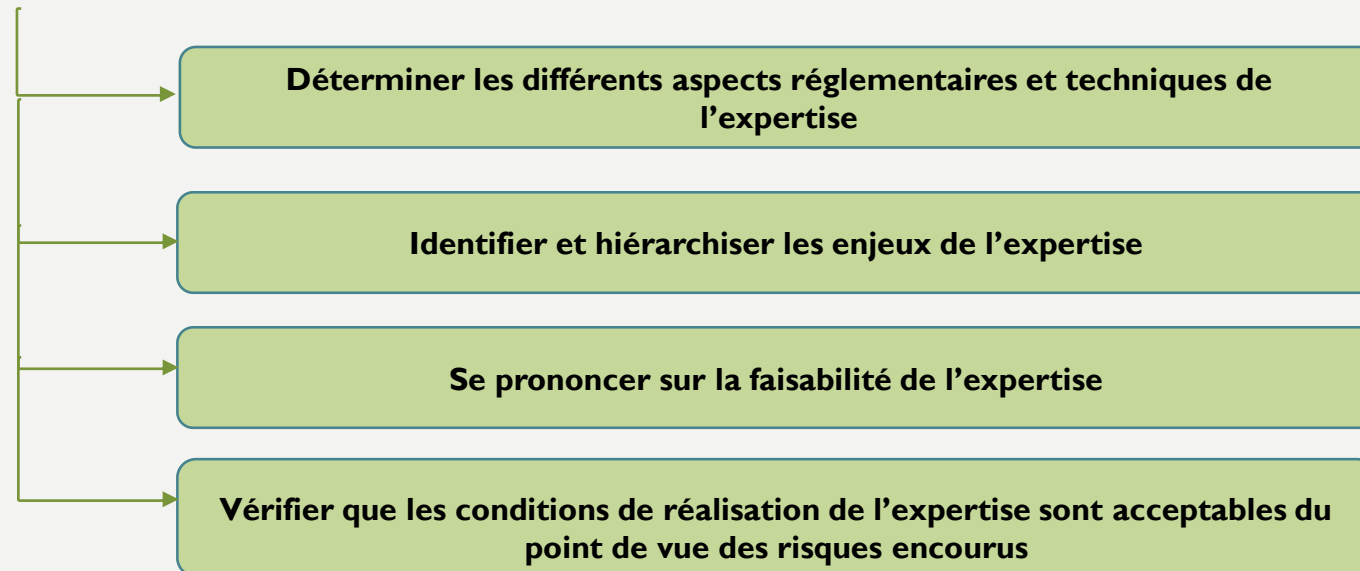 Déterminer les différents aspects réglementaires et techniques de
l’expertise
Identifier et hiérarchiser les enjeux de l’expertise
Se prononcer sur la faisabilité de l’expertise
Vérifier que les conditions de réalisation de l’expertise sont acceptables du
point de vue des risques encourus